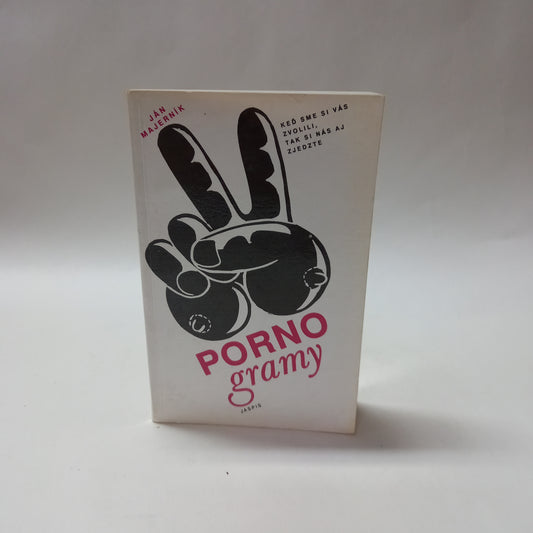 JÁN
MAJERNÍK
KEĎ SME SI VÁS
ZVOLILI,
TAK SI NÁS AJ
ZJEDZTE
PORNO
gramy
JASPIS